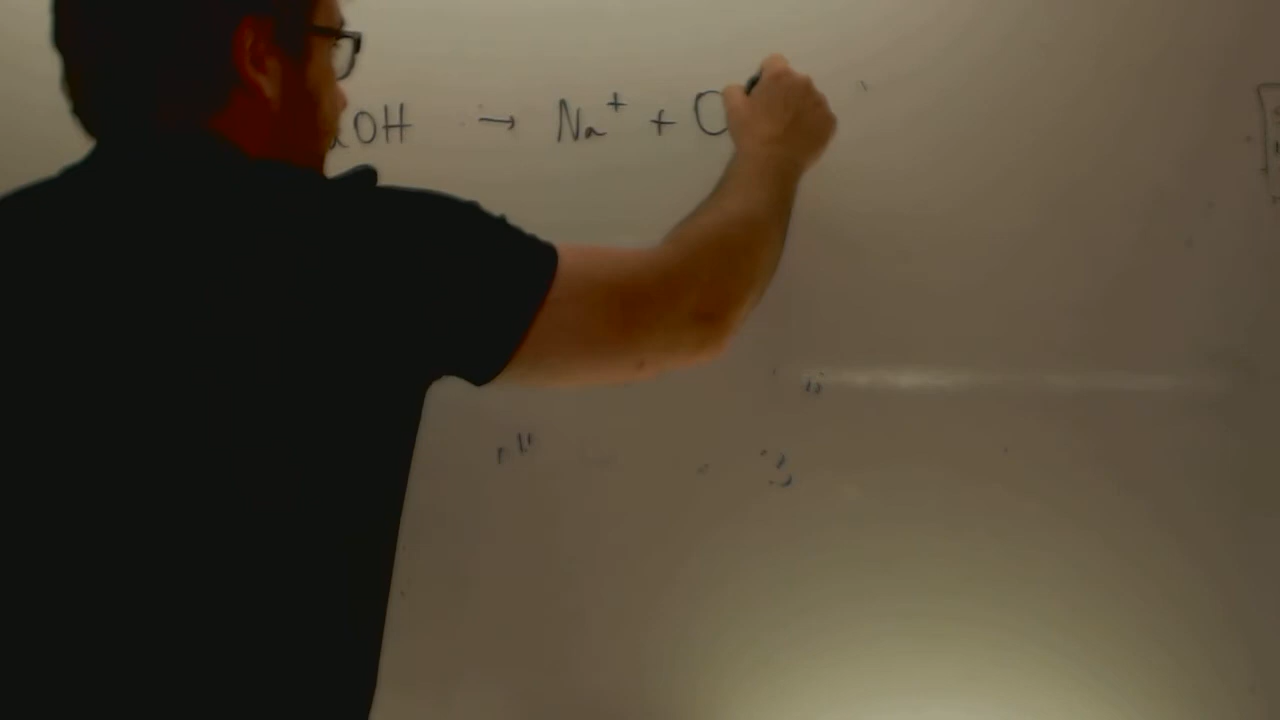 OH → Na⁺ + O